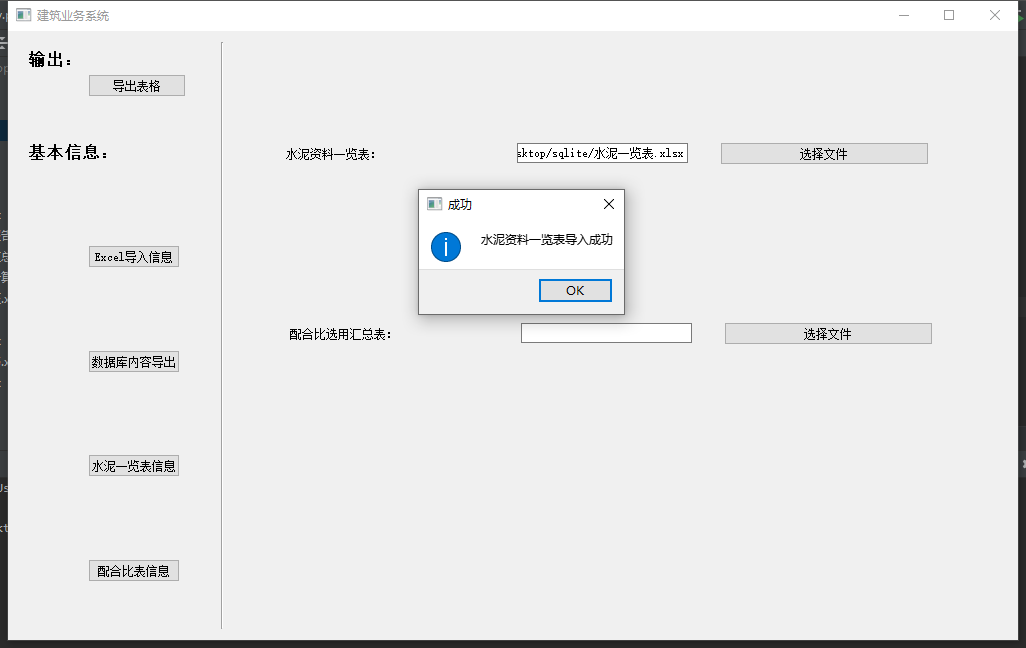 建筑业务系统
输出：
导出表格
基本信息：
水泥资料一览表：
sktop/sqlite/水泥一览表.xlsx
选择文件
成功
水泥资料一览表导入成功
OK
Excel导入信息
配合比选用汇总表：
选择文件
数据库内容导出
水泥一览表信息
配合比表信息